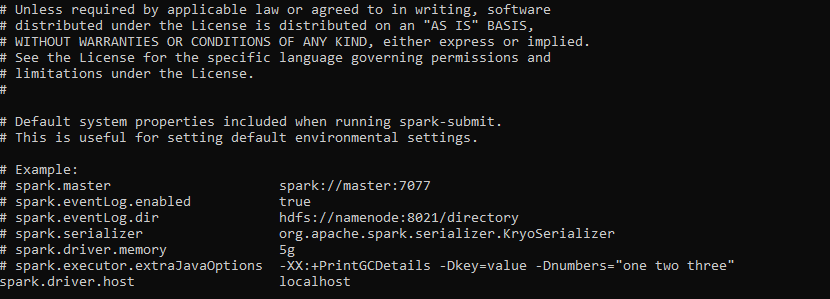 # Unless required by applicable law or agreed to in writing, software
# distributed under the License is distributed on an "AS IS" BASIS,
# WITHOUT WARRANTIES OR CONDITIONS OF ANY KIND, either express or implied.
# See the License for the specific language governing permissions and
# limitations under the License.
#
# Default system properties included when running spark-submit.
# This is useful for setting default environmental settings.
# Example:
# spark.master                     spark://master:7077
# spark.eventLog.enabled           true
# spark.eventLog.dir               hdfs://namenode:8021/directory
# spark.serializer                 org.apache.spark.serializer.KryoSerializer
# spark.driver.memory              5g
# spark.executor.extraJavaOptions  -XX:+PrintGCDetails -Dkey=value -Dnumbers="one two three"
spark.driver.host                  localhost